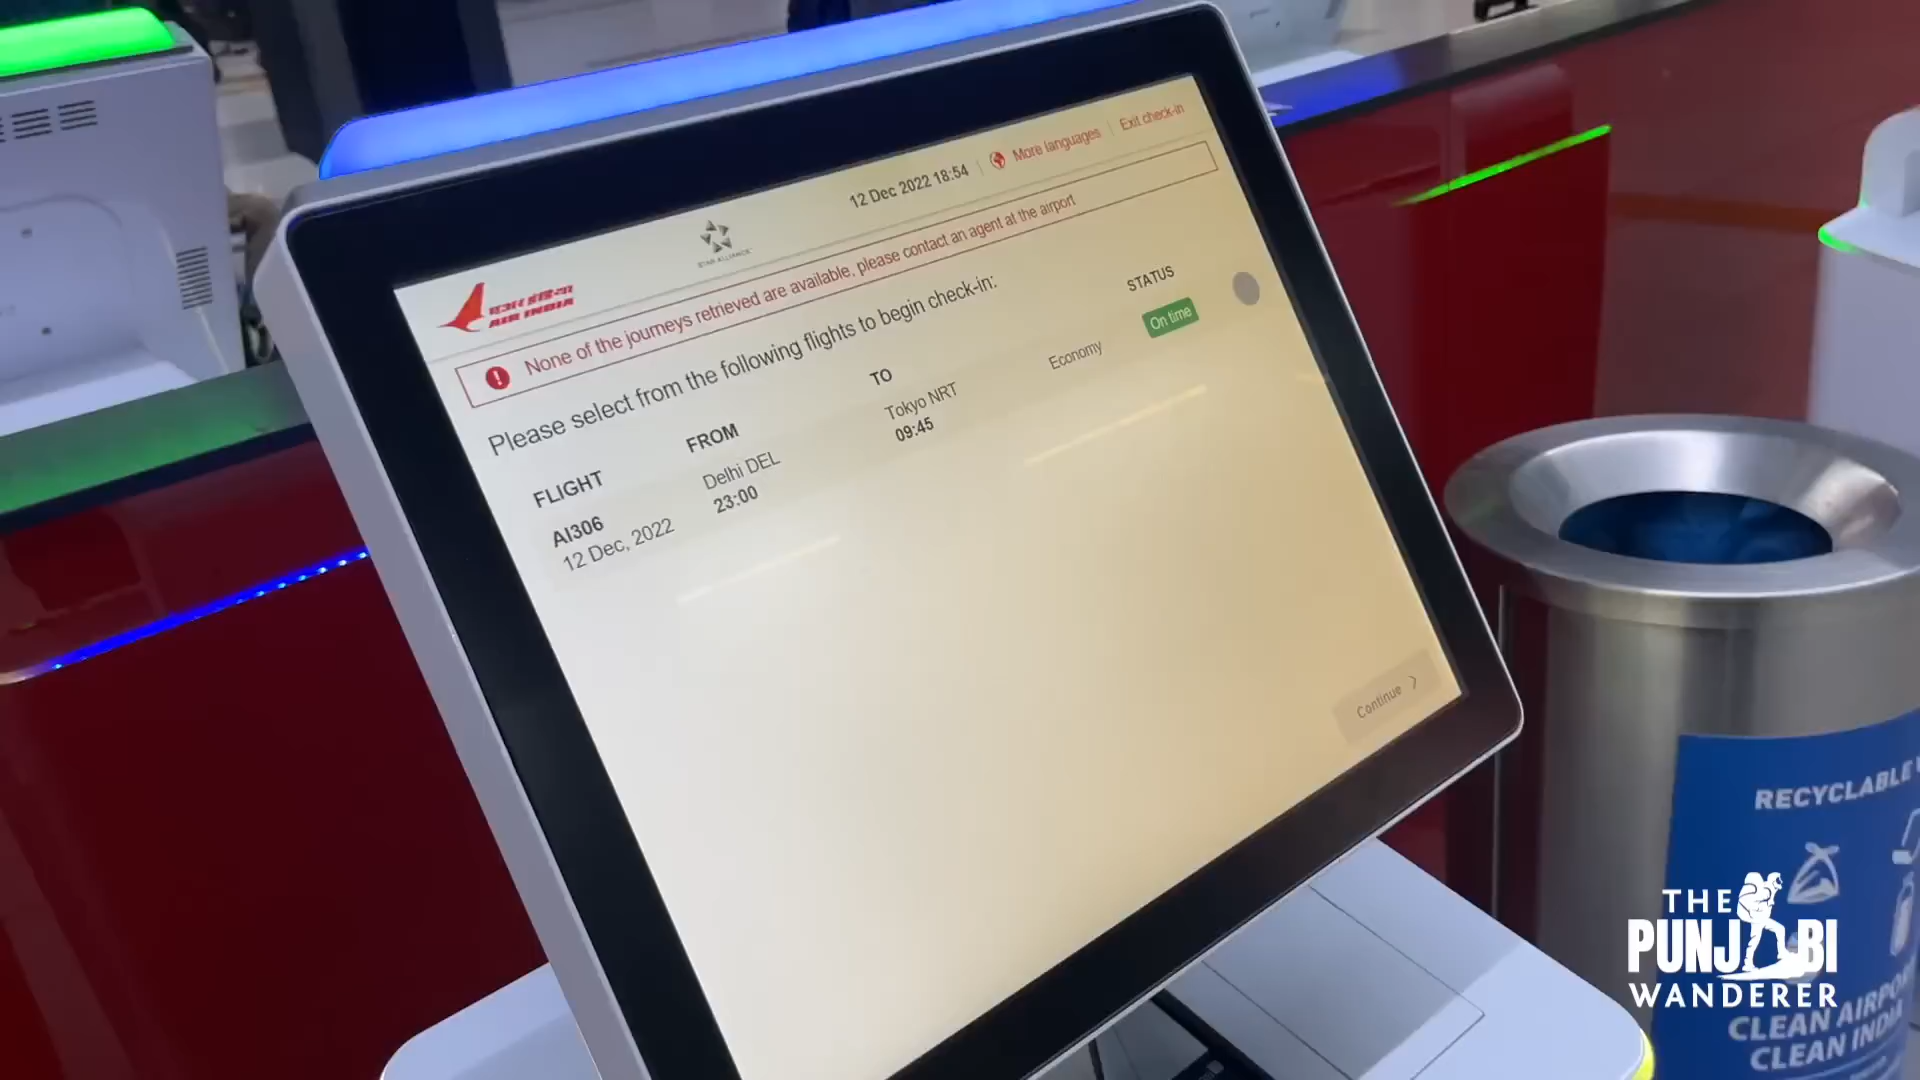 12 Dec 2022 18:54
More languages
Exit check-in
एअर इंडिया
AIR INDIA
STAR ALLIANCE
None of the journeys retrieved are available, please contact an agent at the airport
Please select from the following flights to begin check-in:
FLIGHT
FROM
TO
STATUS
AI306
12 Dec, 2022
Delhi DEL
23:00
Tokyo NRT
09:45
Economy
On time
Continue
RECYCLABLE
THE
PUNJABI
WANDERER
CLEAN AIRPO
CLEAN INDIA